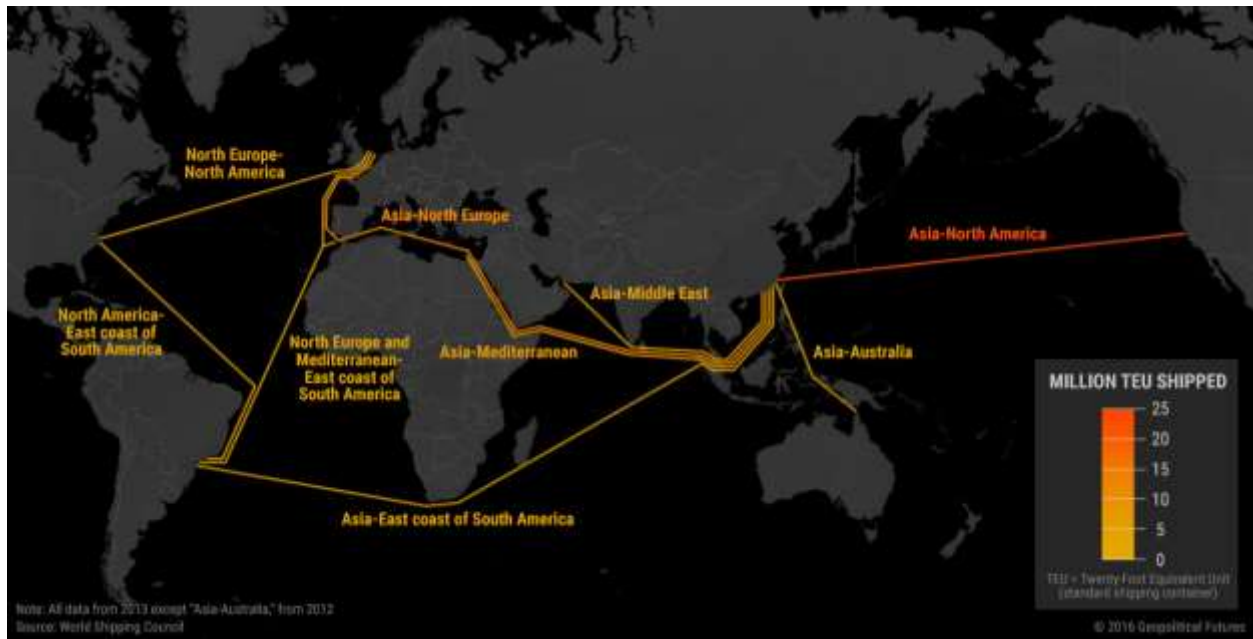 North Europe-
North America
Asia-North Europe
Asia-North America
Asia-Middle East
North America-
East coast of
South America
North Europe and
Mediterranean-
East coast of
South America
Asia-Mediterranean
Asia-Australia
Asia-East coast of South America
MILLION TEU SHIPPED
25
20
15
10
5
0
TEU = Twenty-Foot Equivalent Unit
(standard shipping container)
Note: All data from 2013 except "Asia-Australia," from 2012
Source: World Shipping Council
© 2016 Geopolitical Futures